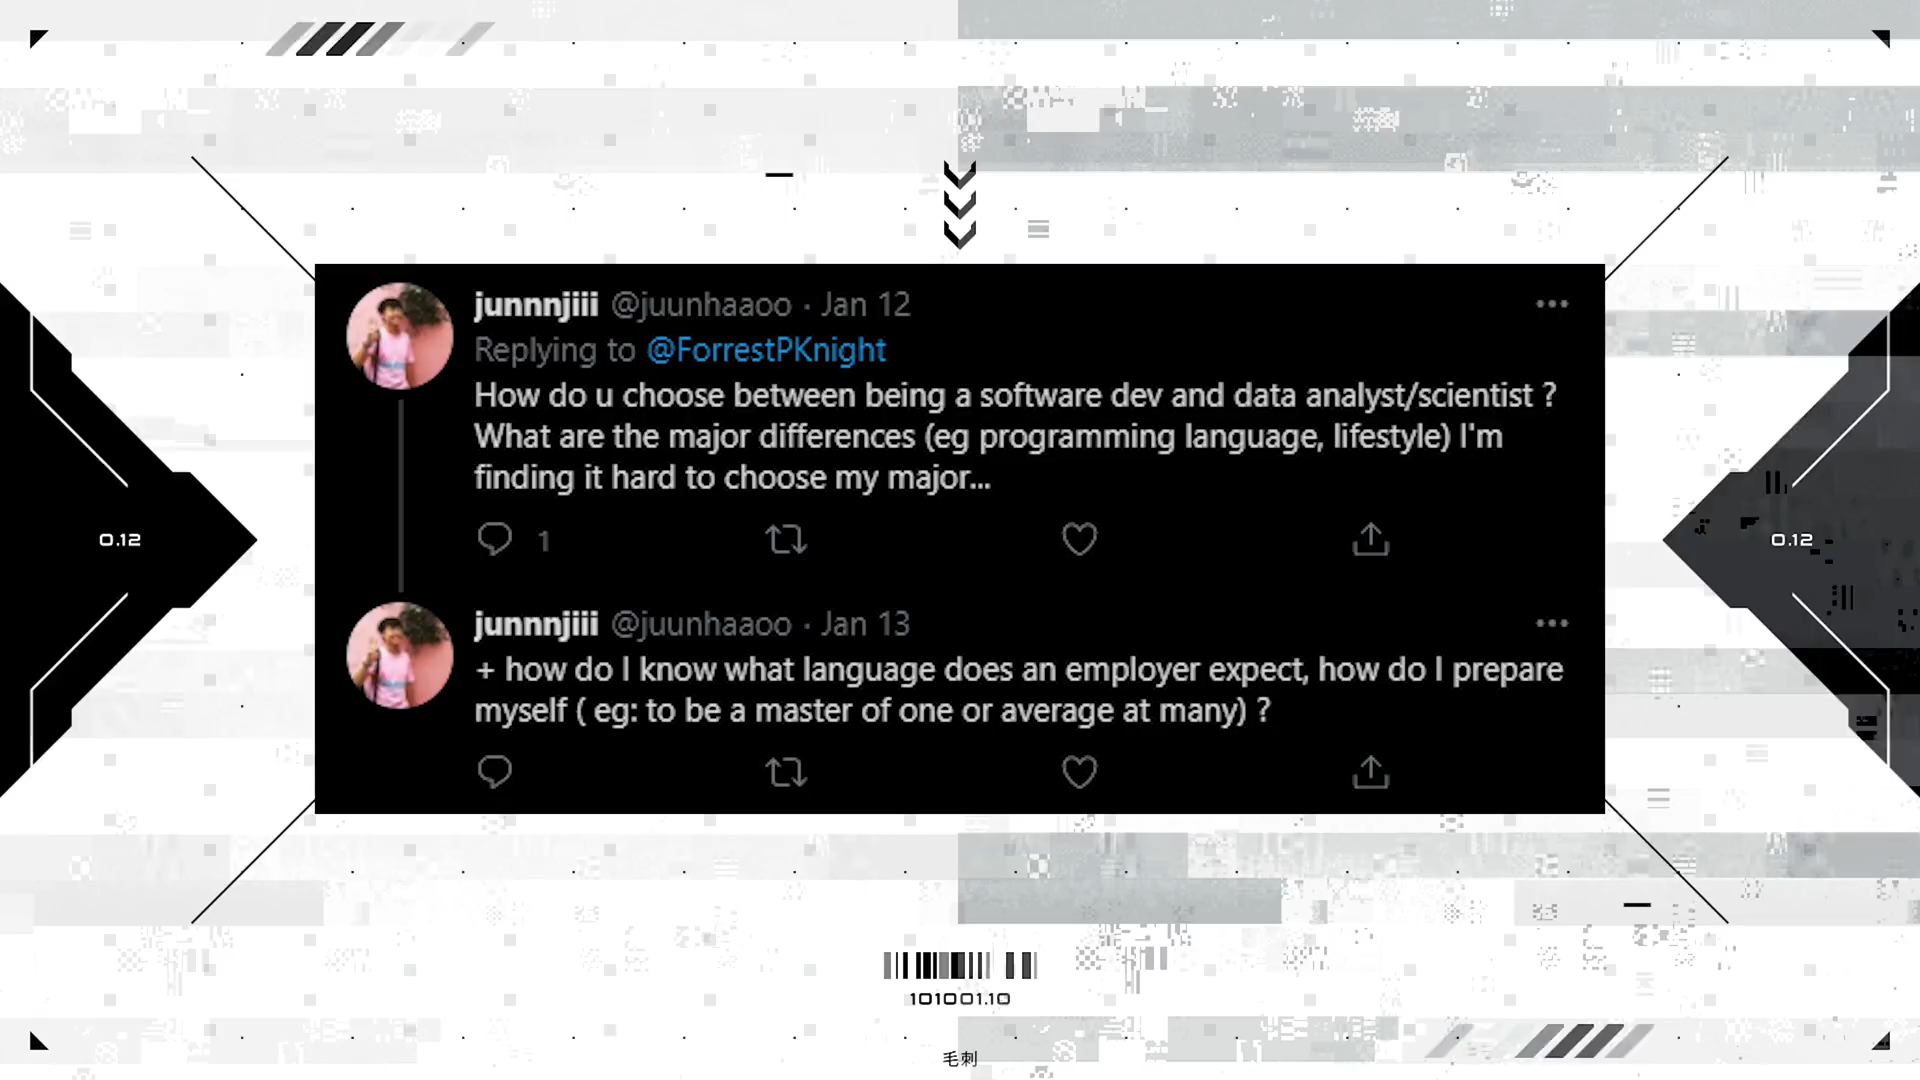 junnnjiii @juunhaaoo · Jan 12
Replying to @ForrestPKnight
How do u choose between being a software dev and data analyst/scientist ?
What are the major differences (eg programming language, lifestyle) I'm
finding it hard to choose my major...
1
0.12
0.12
junnnjiii @juunhaaoo · Jan 13
+ how do I know what language does an employer expect, how do I prepare
myself ( eg: to be a master of one or average at many) ?
101001.10
毛刺